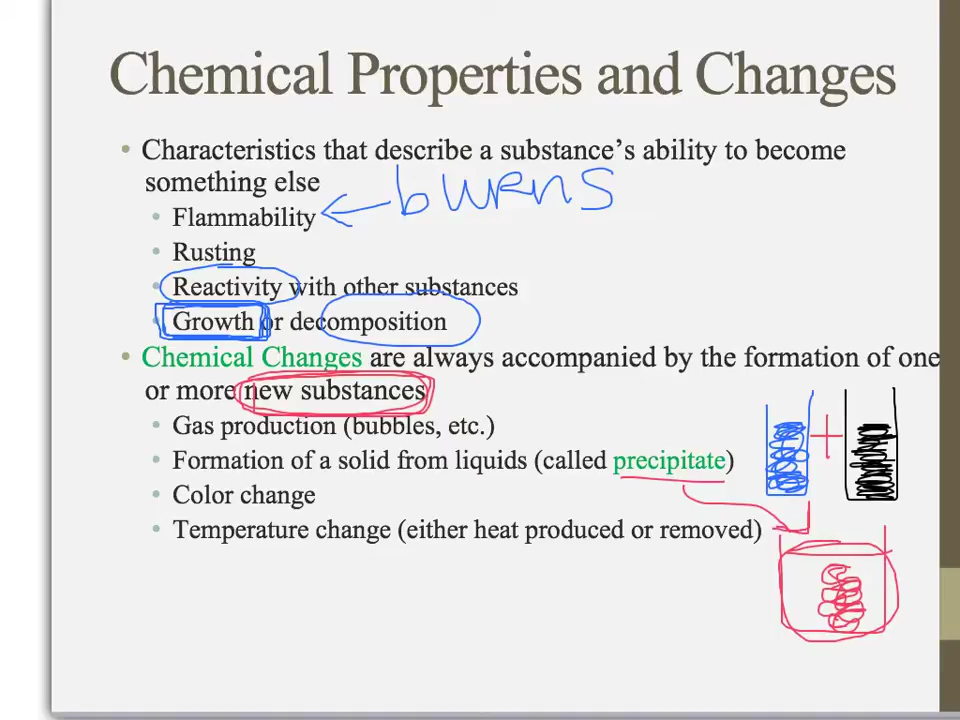 Chemical Properties and Changes
• Characteristics that describe a substance's ability to become
something else
burns
• Flammability
• Rusting
• Reactivity with other substances
• Growth or decomposition
• Chemical Changes are always accompanied by the formation of one
or more new substances
• Gas production (bubbles, etc.)
• Formation of a solid from liquids (called precipitate)
• Color change
• Temperature change (either heat produced or removed)
+